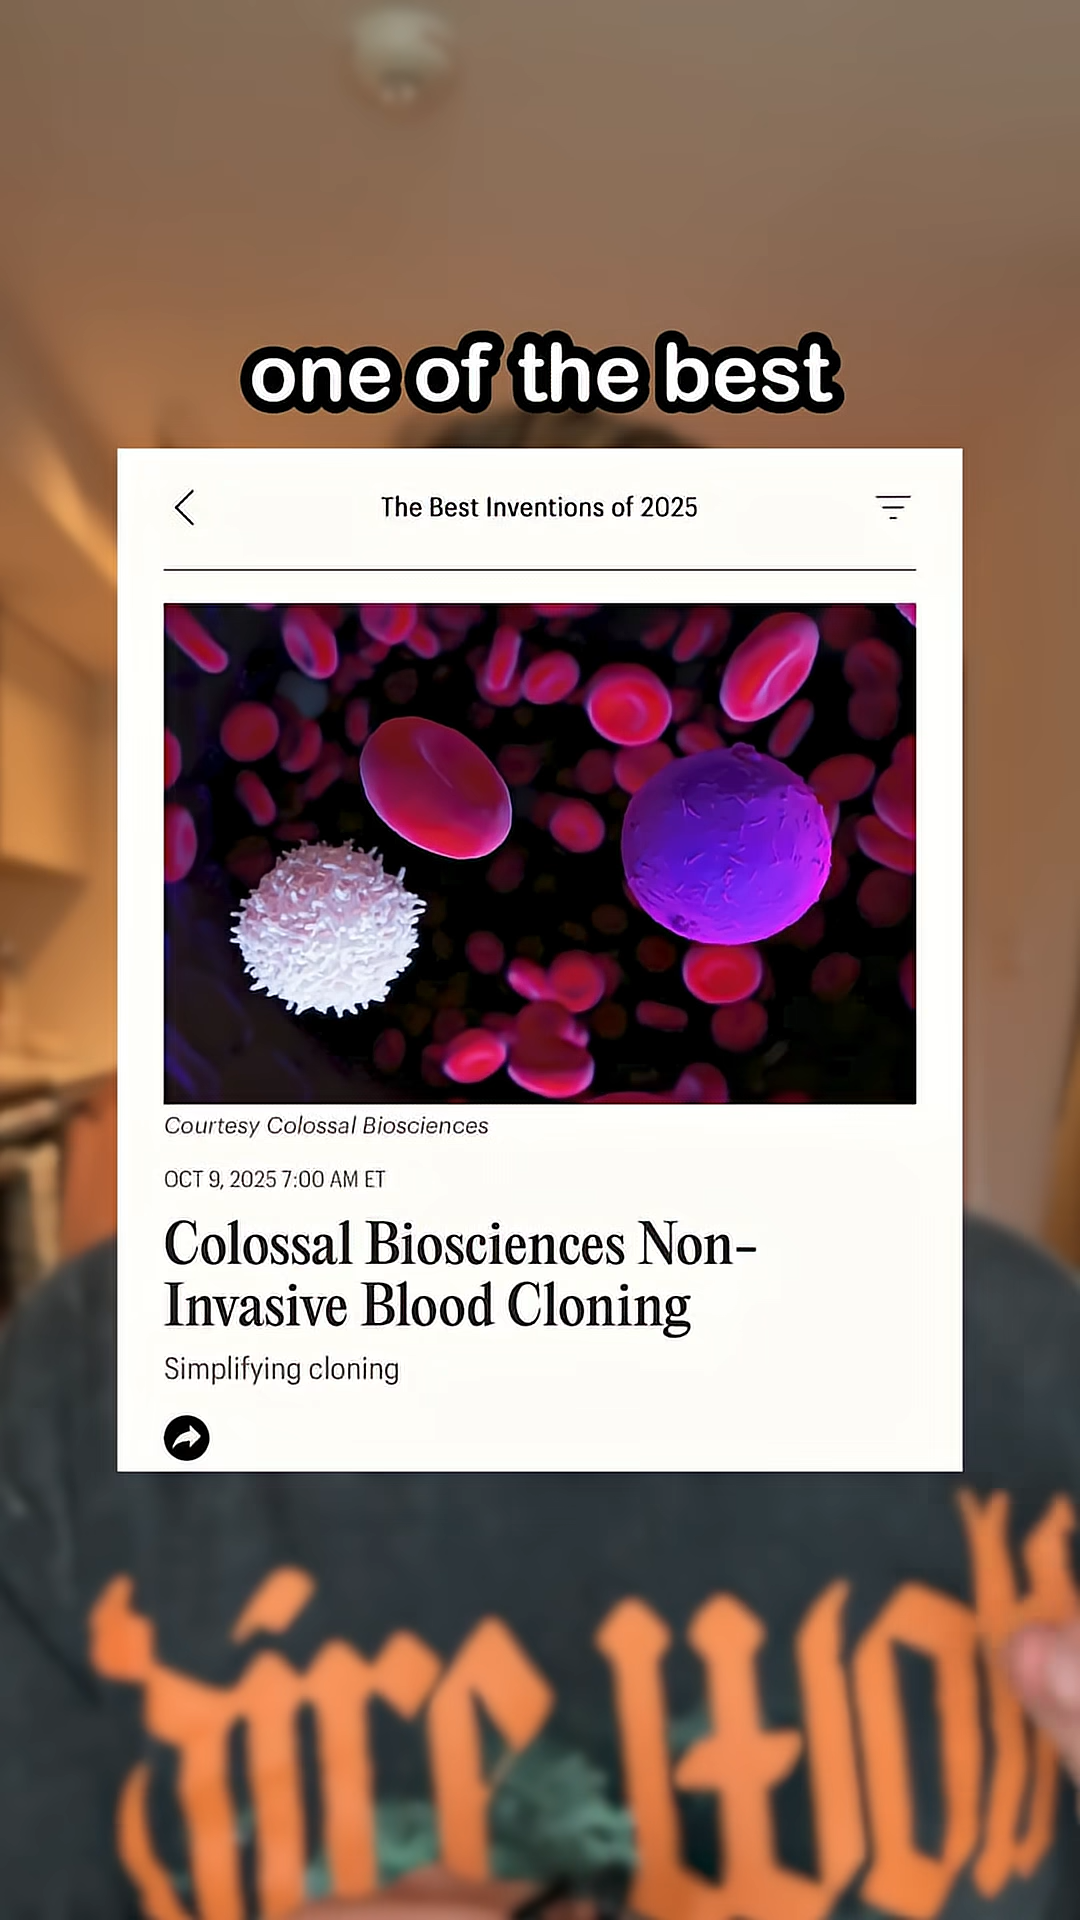 one of the best
The Best Inventions of 2025
Courtesy Colossal Biosciences
OCT 9, 2025 7:00 AM ET
Colossal Biosciences Non-
Invasive Blood Cloning
Simplifying cloning